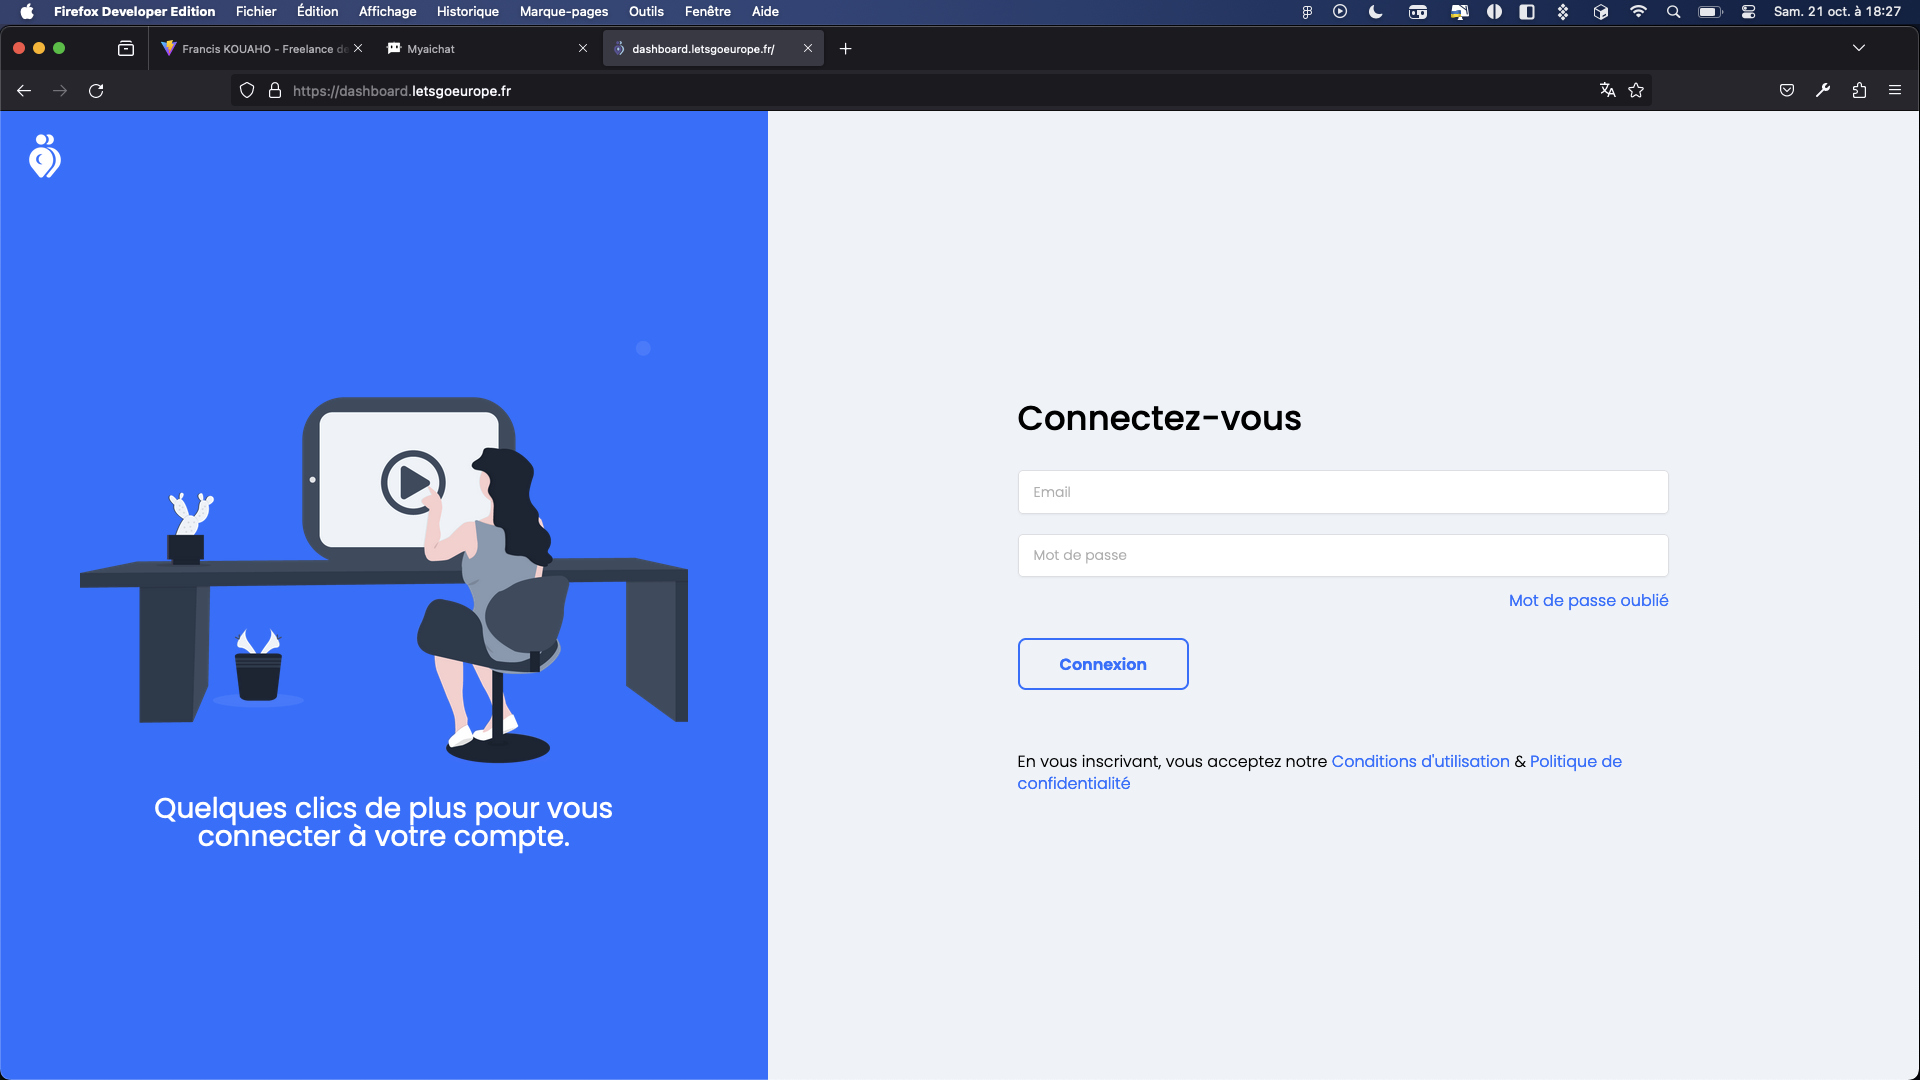 Firefox Developer Edition Fichier Édition Affichage Historique Marque-pages Outils Fenêtre Aide Sam. 21 oct. à 18:27
Francis KOUAHO - Freelance de Myaichat dashboard.letsgoeurope.fr/
https://dashboard.letsgoeurope.fr
Connectez-vous
Email
Mot de passe
Mot de passe oublié
Connexion
En vous inscrivant, vous acceptez notre Conditions d'utilisation & Politique de
confidentialité
Quelques clics de plus pour vous
connecter à votre compte.